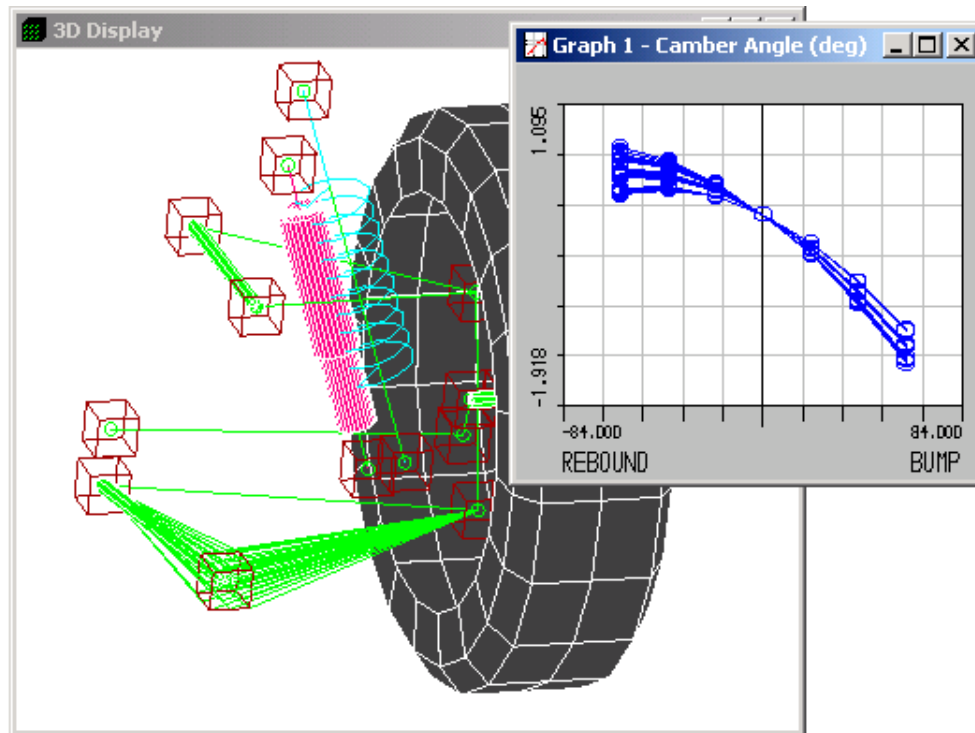 3D Display
Graph 1 - Camber Angle (deg)
1.095
-1.918
-84.000
84.000
REBOUND
BUMP